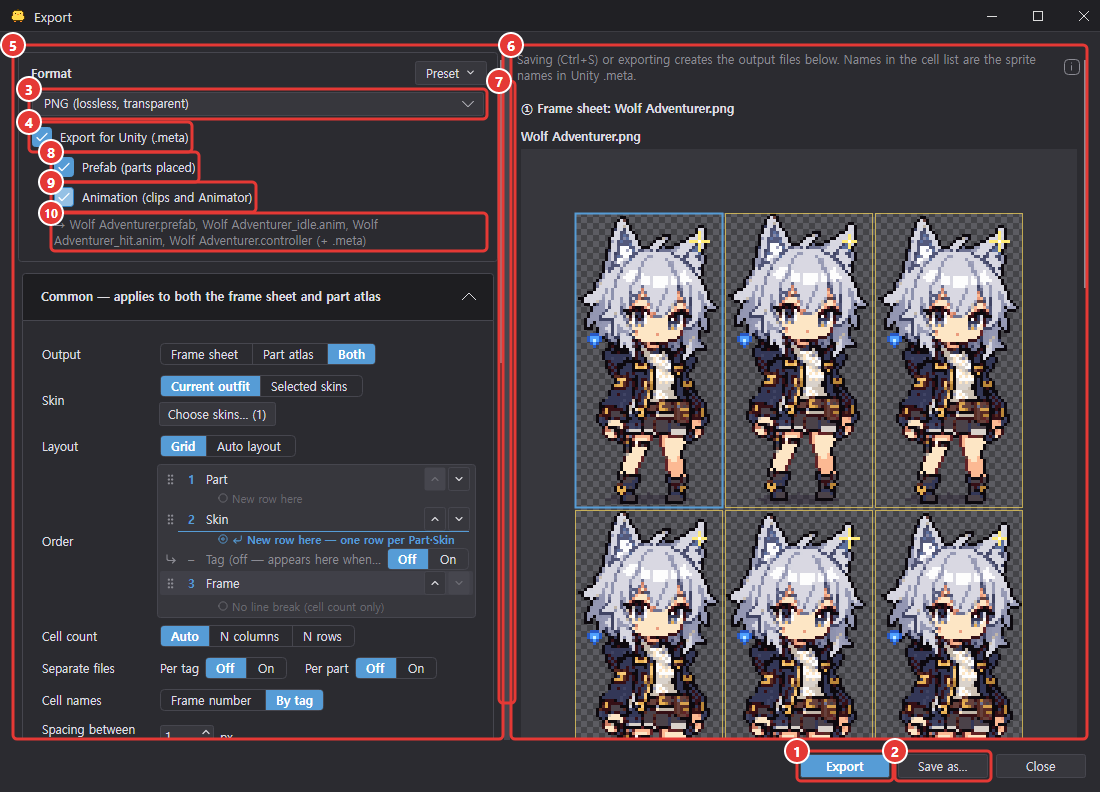 Export
5
6
Format
Preset
7
Saving (Ctrl+S) or exporting creates the output files below. Names in the cell list are the sprite
names in Unity .meta.
3
PNG (lossless, transparent)
① Frame sheet: Wolf Adventurer.png
4
Export for Unity (.meta)
Wolf Adventurer.png
8
Prefab (parts placed)
9
Animation (clips and Animator)
10
→ Wolf Adventurer.prefab, Wolf Adventurer_idle.anim, Wolf
Adventurer_hit.anim, Wolf Adventurer.controller (+ .meta)
Common — applies to both the frame sheet and part atlas
Output
Frame sheet Part atlas Both
Skin
Current outfit Selected skins
Choose skins... (1)
Layout
Grid Auto layout
Order
1 Part
New row here
2 Skin
↵ New row here — one row per Part·Skin
↳ – Tag (off — appears here when... Off On
3 Frame
No line break (cell count only)
Cell count
Auto N columns N rows
Separate files
Per tag Off On Per part Off On
Cell names
Frame number By tag
Spacing between
1 px
1
Export
2
Save as...
Close